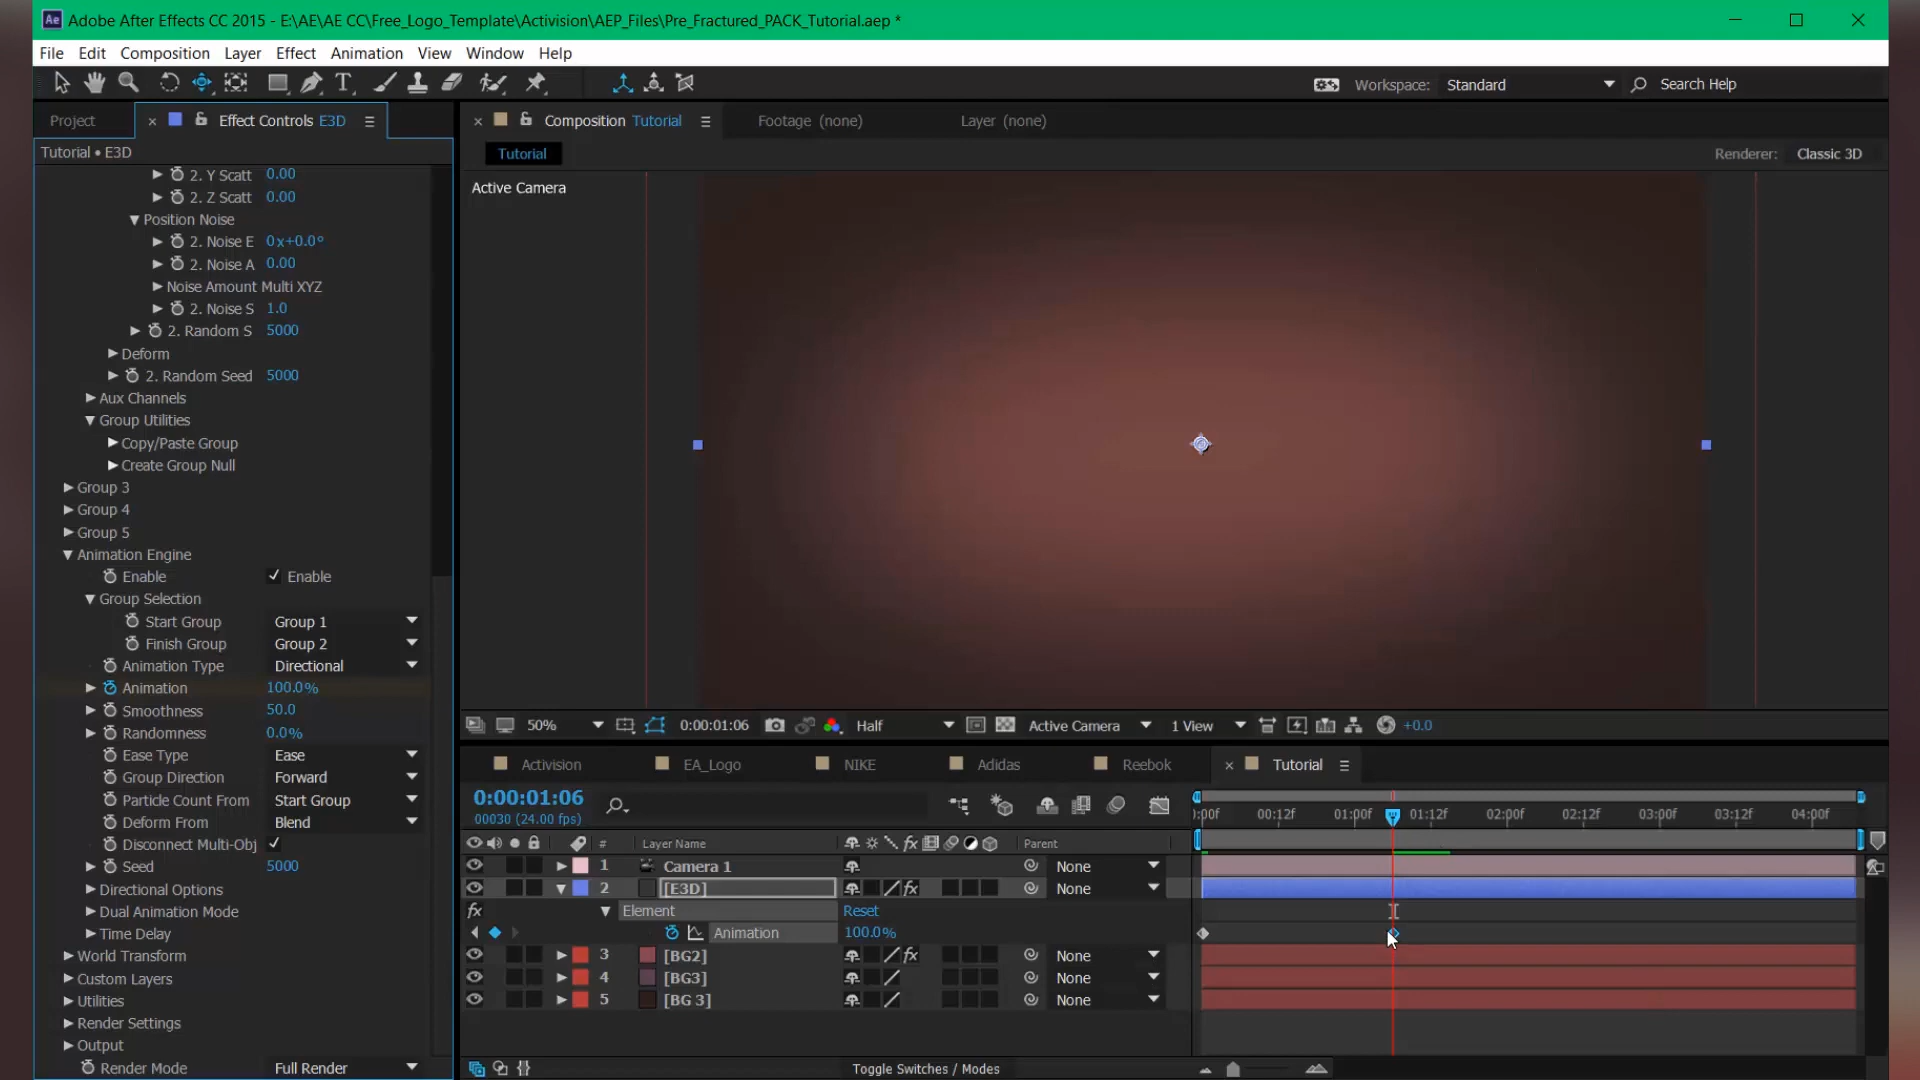 Adobe After Effects CC 2015 - E:\AE\AE CC\Free_Logo_Template\Activision\AEP_Files\Pre_Fractured_PACK_Tutorial.aep *
File Edit Composition Layer Effect Animation View Window Help
Workspace: Standard Search Help
Project Effect Controls E3D Composition Tutorial Footage (none) Layer (none)
Tutorial • E3D
Tutorial Renderer: Classic 3D
Active Camera
2. Y Scatt 0.00
2. Z Scatt 0.00
Position Noise
2. Noise E 0x+0.0°
2. Noise A 0.00
Noise Amount Multi XYZ
2. Noise S 1.0
2. Random S 5000
Deform
2. Random Seed 5000
Aux Channels
Group Utilities
Copy/Paste Group
Create Group Null
Group 3
Group 4
Group 5
Animation Engine
Enable Enable
Group Selection
Start Group Group 1
Finish Group Group 2
Animation Type Directional
Animation 100.0%
Smoothness 50.0
Randomness 0.0%
Ease Type Ease
Group Direction Forward
Particle Count From Start Group
Deform From Blend
Disconnect Multi-Obj
Seed 5000
Directional Options
Dual Animation Mode
Time Delay
World Transform
Custom Layers
Utilities
Render Settings
Output
Render Mode Full Render
50% 0:00:01:06 Half Active Camera 1 View +0.0
Activision EA_Logo NIKE Adidas Reebok Tutorial
0:00:01:06
00030 (24.00 fps)
):00f 00:12f 01:00f 01:12f 02:00f 02:12f 03:00f 03:12f 04:00f
# Layer Name fx Parent
1 Camera 1 None
2 [E3D] fx None
fx Element Reset
Animation 100.0%
3 [BG2] fx None
4 [BG3] None
5 [BG 3] None
Toggle Switches / Modes